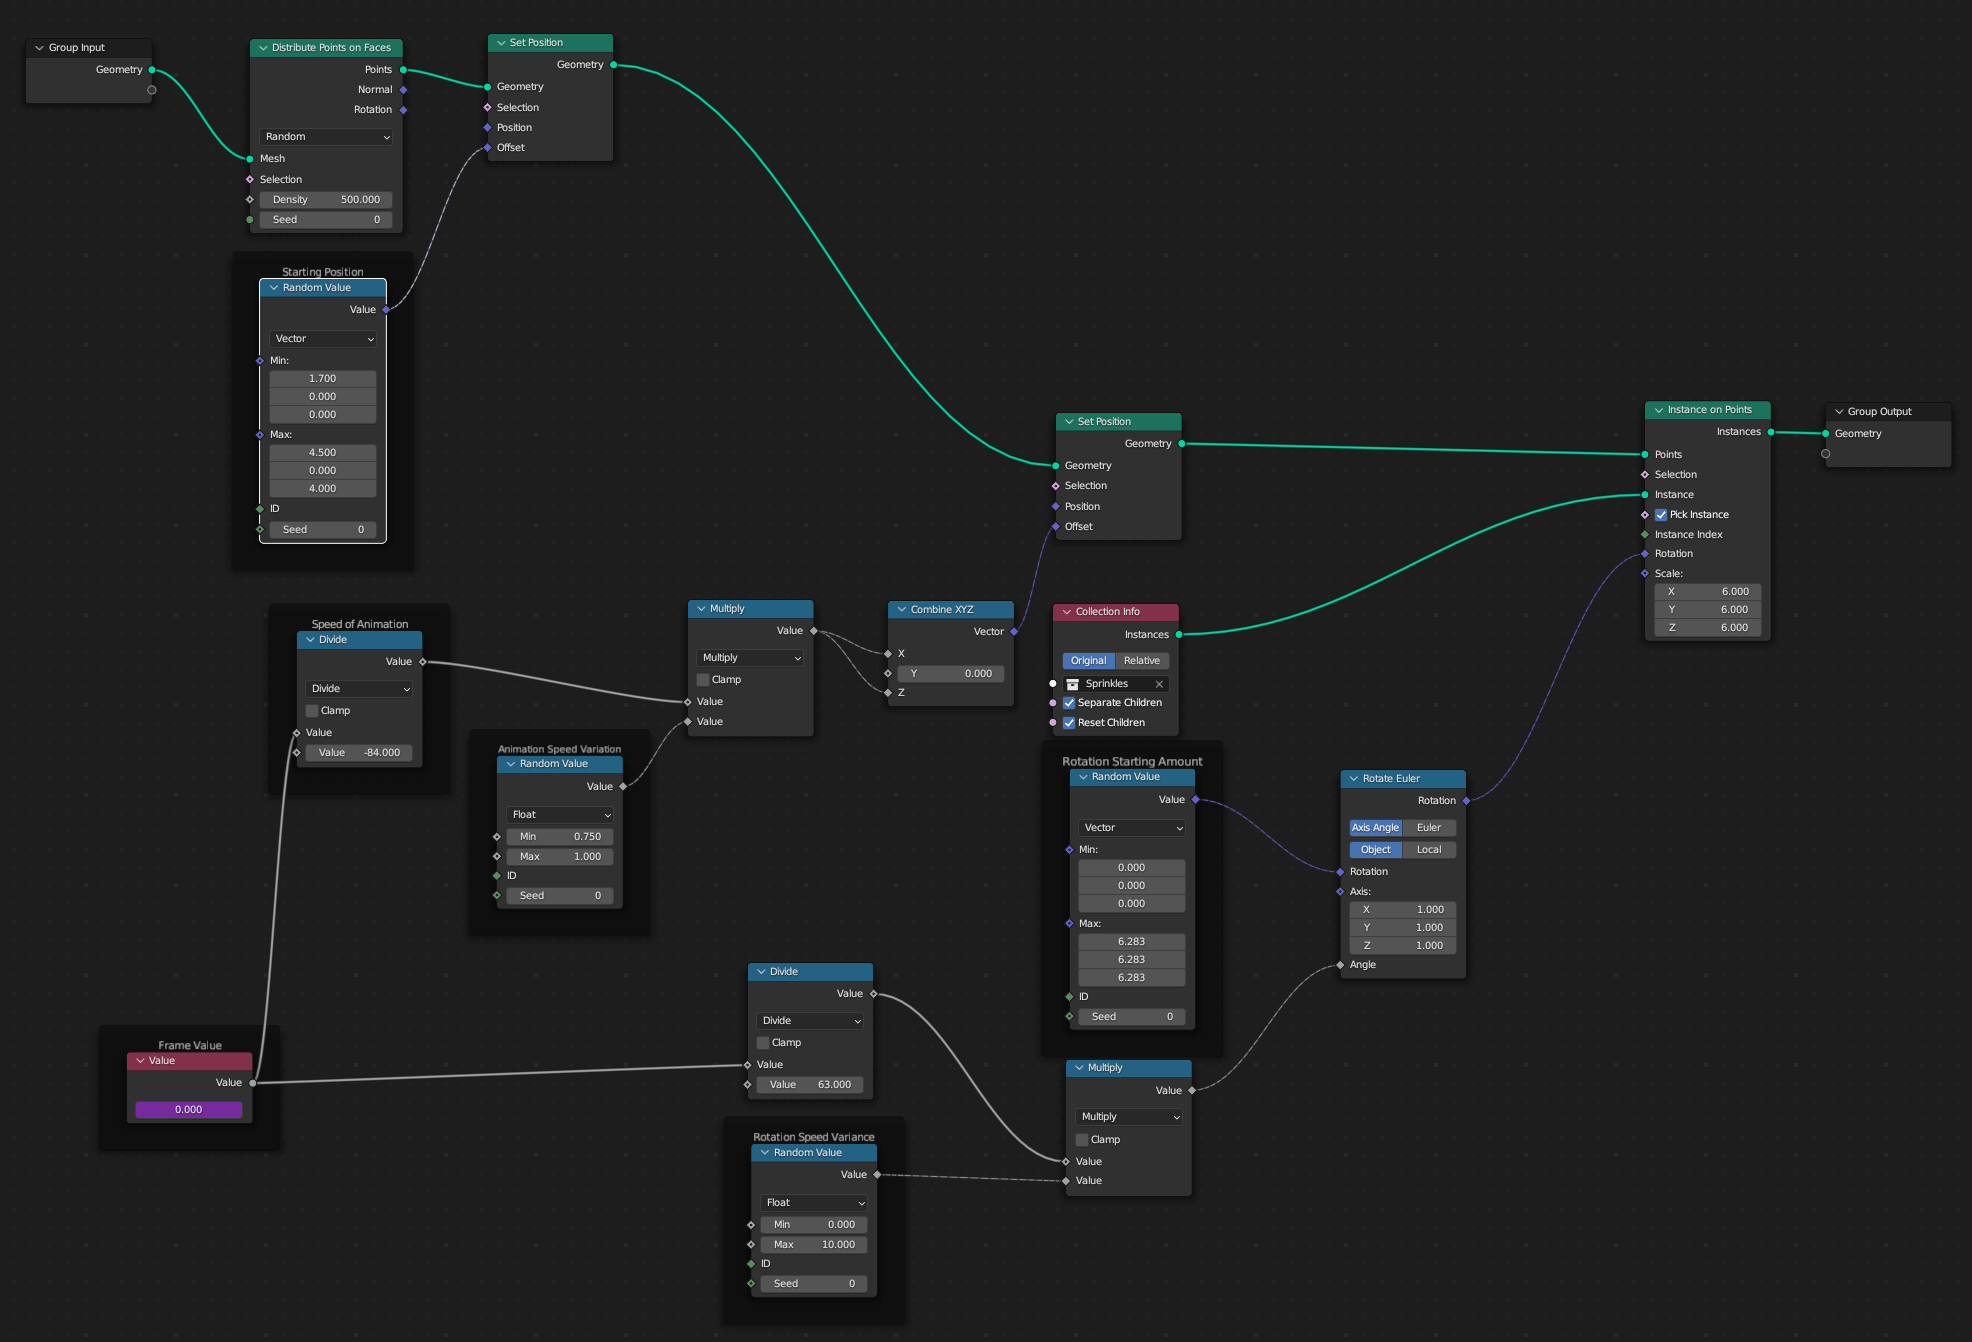 Group Input
Geometry
Distribute Points on Faces
Points
Normal
Rotation
Random
Mesh
Selection
Density 500.000
Seed 0
Set Position
Geometry
Geometry
Selection
Position
Offset
Starting Position
Random Value
Value
Vector
Min:
1.700
0.000
0.000
Max:
4.500
0.000
4.000
ID
Seed 0
Set Position
Geometry
Geometry
Selection
Position
Offset
Instance on Points
Instances
Points
Selection
Instance
Pick Instance
Instance Index
Rotation
Scale:
X 6.000
Y 6.000
Z 6.000
Group Output
Geometry
Speed of Animation
Divide
Value
Divide
Clamp
Value
Value -84.000
Multiply
Value
Multiply
Clamp
Value
Value
Combine XYZ
Vector
X
Y 0.000
Z
Collection Info
Instances
Original Relative
Sprinkles
Separate Children
Reset Children
Animation Speed Variation
Random Value
Value
Float
Min 0.750
Max 1.000
ID
Seed 0
Rotation Starting Amount
Random Value
Value
Vector
Min:
0.000
0.000
0.000
Max:
6.283
6.283
6.283
ID
Seed 0
Rotate Euler
Rotation
Axis Angle Euler
Object Local
Rotation
Axis:
X 1.000
Y 1.000
Z 1.000
Angle
Frame Value
Value
Value
0.000
Divide
Value
Divide
Clamp
Value
Value 63.000
Multiply
Value
Multiply
Clamp
Value
Value
Rotation Speed Variance
Random Value
Value
Float
Min 0.000
Max 10.000
ID
Seed 0